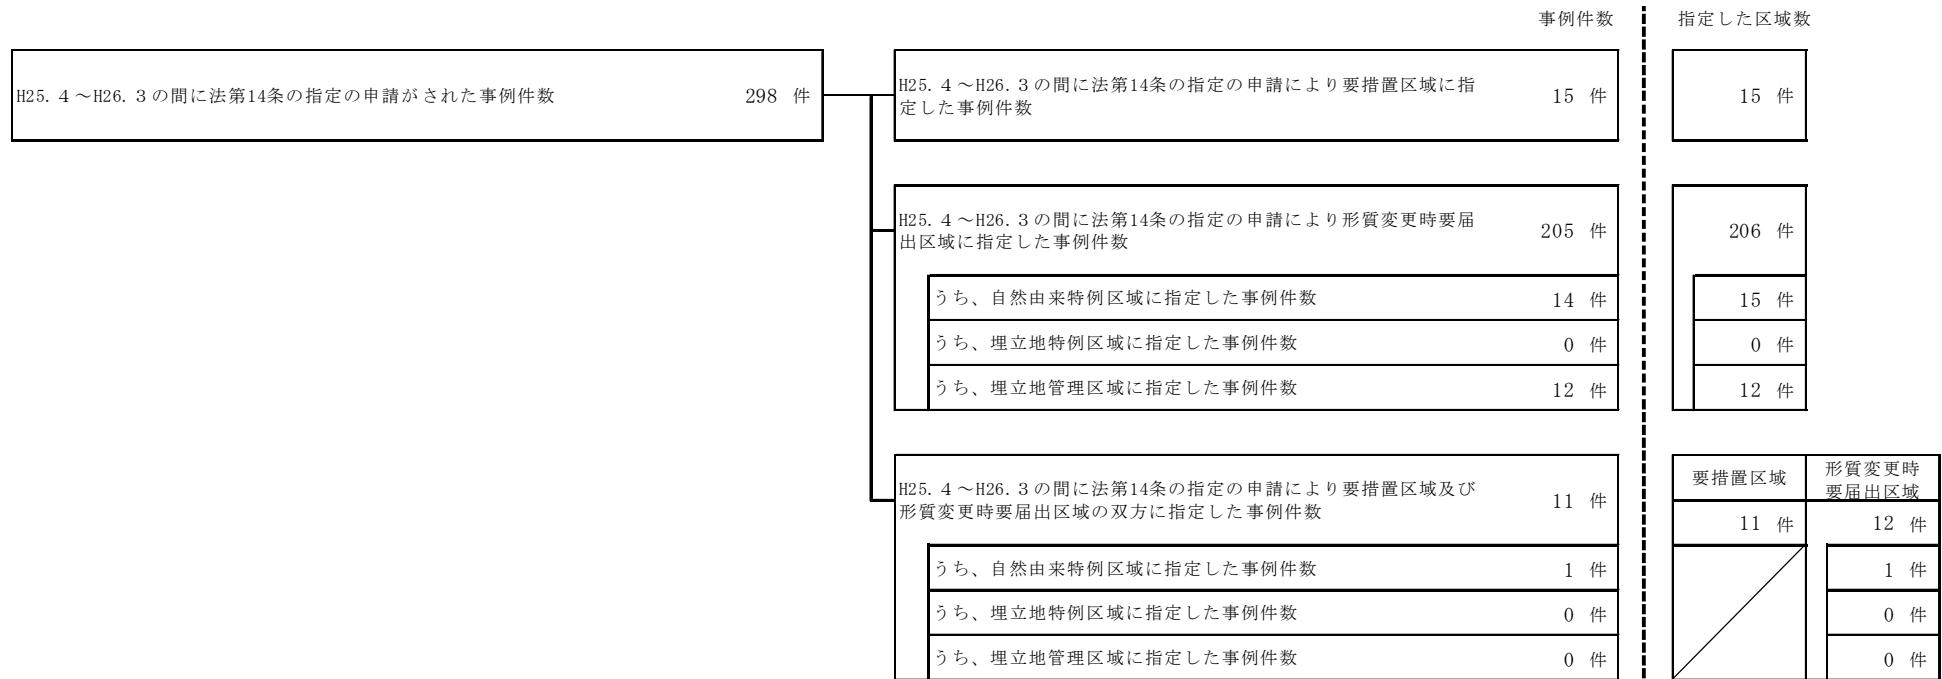 事例件数 指定した区域数
H25.4～H26.3の間に法第14条の指定の申請がされた事例件数 298 件
H25.4～H26.3の間に法第14条の指定の申請により要措置区域に指
定した事例件数
15 件 15 件
H25.4～H26.3の間に法第14条の指定の申請により形質変更時要届
出区域に指定した事例件数
205 件 206 件
うち、自然由来特例区域に指定した事例件数 14 件 15 件
うち、埋立地特例区域に指定した事例件数 0 件 0 件
うち、埋立地管理区域に指定した事例件数 12 件 12 件
H25.4～H26.3の間に法第14条の指定の申請により要措置区域及び
形質変更時要届出区域の双方に指定した事例件数
11 件
要措置区域
形質変更時
要届出区域
11 件 12 件
うち、自然由来特例区域に指定した事例件数 1 件 1 件
うち、埋立地特例区域に指定した事例件数 0 件 0 件
うち、埋立地管理区域に指定した事例件数 0 件 0 件